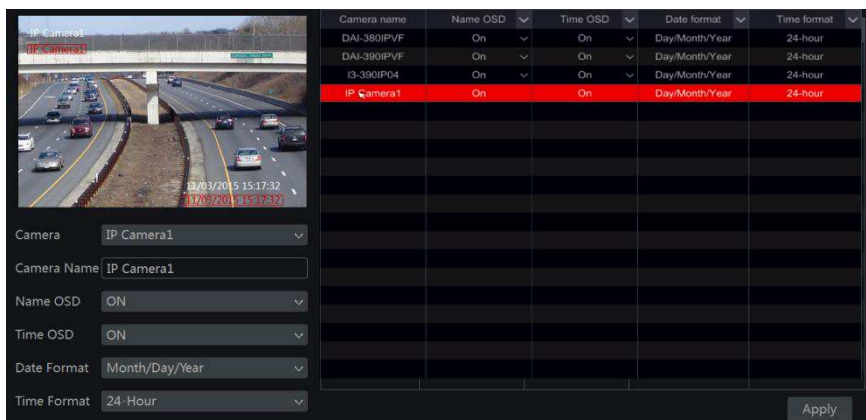 IP Camera1
IP Camera1
11/03/2015 15:17:32
11/03/2015 15:17:32
Camera IP Camera1
Camera Name IP Camera1
Name OSD ON
Time OSD ON
Date Format Month/Day/Year
Time Format 24-Hour
Camera name Name OSD Time OSD Date format Time format
DAI-380IPVF On On Day/Month/Year 24-hour
DAI-390IPVF On On Day/Month/Year 24-hour
I3-390IP04 On On Day/Month/Year 24-hour
IP Camera1 On On Day/Month/Year 24-hour
Apply